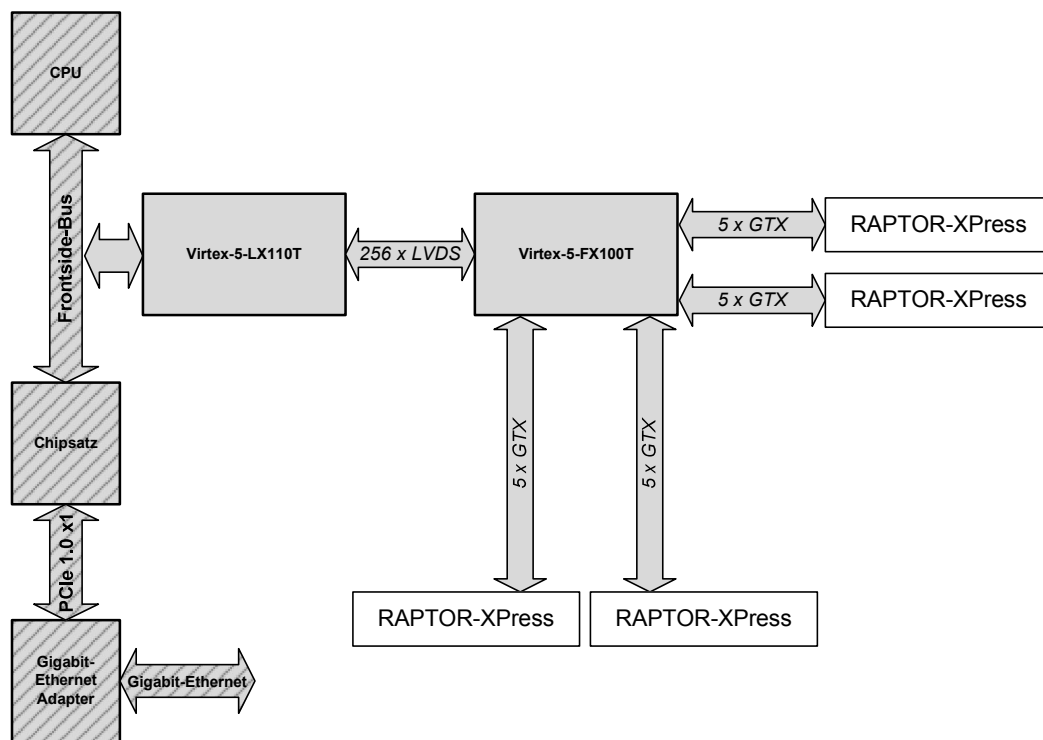 CPU
Frontside-Bus
Virtex-5-LX110T
256 x LVDS
Virtex-5-FX100T
5 x GTX
RAPTOR-XPress
5 x GTX
RAPTOR-XPress
Chipsatz
5 x GTX
5 x GTX
PCIe 1.0 x1
RAPTOR-XPress
RAPTOR-XPress
Gigabit-
Ethernet
Adapter
Gigabit-Ethernet